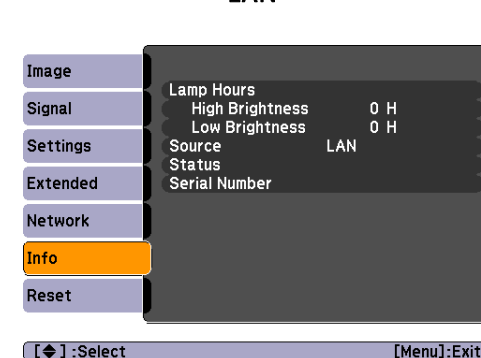 LAN
Image
Signal
Settings
Extended
Network
Info
Reset
Lamp Hours
High Brightness 0 H
Low Brightness 0 H
Source LAN
Status
Serial Number
[◆] :Select [Menu]:Exit